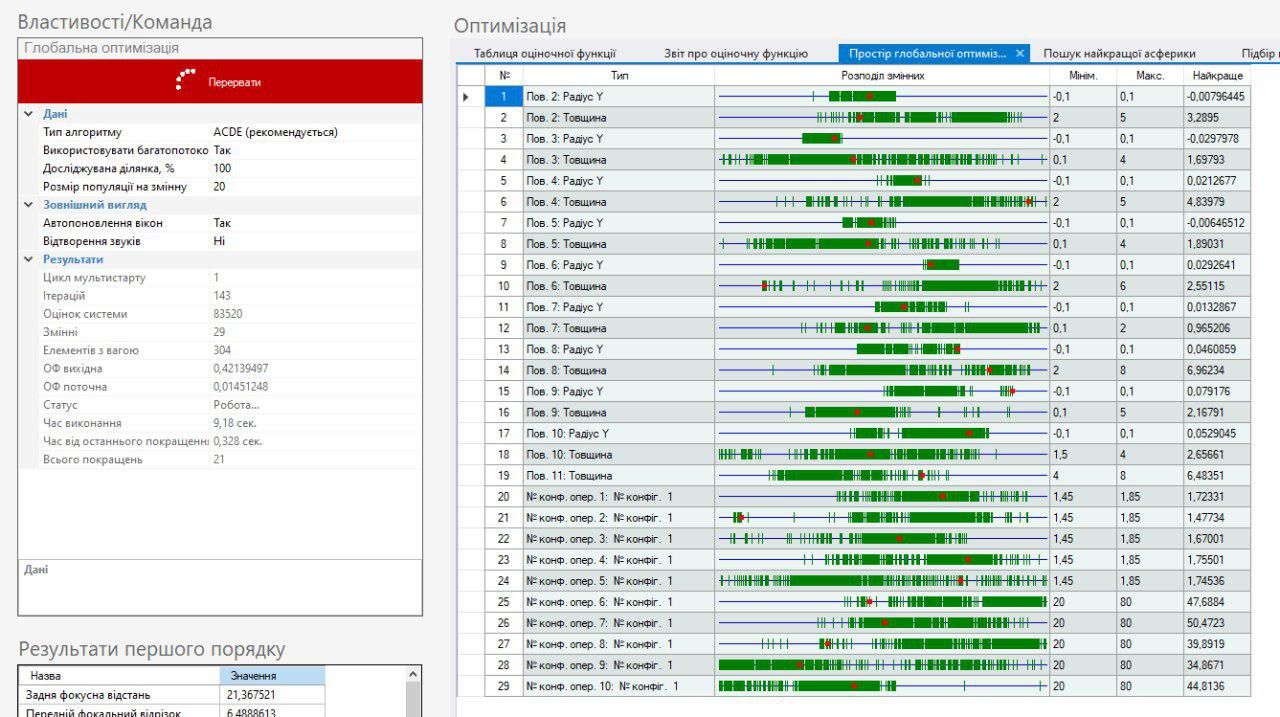 Властивості/Команда
Глобальна оптимізація
Перервати
Дані
Тип алгоритму ACDE (рекомендується)
Використовувати багатопотоко Так
Досліджувана ділянка, % 100
Розмір популяції на змінну 20
Зовнішний вигляд
Автопоновлення вікон Так
Відтворення звуків Ні
Результати
Цикл мультистарту 1
Ітерацій 143
Оцінок системи 83520
Змінні 29
Елементів з вагою 304
ОФ вихідна 0,42139497
ОФ поточна 0,01451248
Статус Робота...
Час виконання 9,18 сек.
Час від останнього покращення 0,328 сек.
Всього покращень 21
Дані
Результати першого порядку
Назва Значення
Задня фокусна відстань 21,367521
Передній фокальний відрізок 6,4888613
Оптимізація
Таблиця оціночної функції Звіт про оціночну функцію Простір глобальної оптиміз... × Пошук найкращої асферики Підбір
№ Тип Розподіл змінних Мінім. Макс. Найкраще
1 Пов. 2: Радіус Y -0,1 0,1 -0,00796445
2 Пов. 2: Товщина 2 5 3,2895
3 Пов. 3: Радіус Y -0,1 0,1 -0,0297978
4 Пов. 3: Товщина 0,1 4 1,69793
5 Пов. 4: Радіус Y -0,1 0,1 0,0212677
6 Пов. 4: Товщина 2 5 4,83979
7 Пов. 5: Радіус Y -0,1 0,1 -0,00646512
8 Пов. 5: Товщина 0,1 4 1,89031
9 Пов. 6: Радіус Y -0,1 0,1 0,0292641
10 Пов. 6: Товщина 2 6 2,55115
11 Пов. 7: Радіус Y -0,1 0,1 0,0132867
12 Пов. 7: Товщина 0,1 2 0,965206
13 Пов. 8: Радіус Y -0,1 0,1 0,0460859
14 Пов. 8: Товщина 2 8 6,96234
15 Пов. 9: Радіус Y -0,1 0,1 0,079176
16 Пов. 9: Товщина 0,1 5 2,16791
17 Пов. 10: Радіус Y -0,1 0,1 0,0529045
18 Пов. 10: Товщина 1,5 4 2,65661
19 Пов. 11: Товщина 4 8 6,48351
20 № конф. опер. 1: № конфіг. 1 1,45 1,85 1,72331
21 № конф. опер. 2: № конфіг. 1 1,45 1,85 1,47734
22 № конф. опер. 3: № конфіг. 1 1,45 1,85 1,67001
23 № конф. опер. 4: № конфіг. 1 1,45 1,85 1,75501
24 № конф. опер. 5: № конфіг. 1 1,45 1,85 1,74536
25 № конф. опер. 6: № конфіг. 1 20 80 47,6884
26 № конф. опер. 7: № конфіг. 1 20 80 50,4723
27 № конф. опер. 8: № конфіг. 1 20 80 39,8919
28 № конф. опер. 9: № конфіг. 1 20 80 34,8671
29 № конф. опер. 10: № конфіг. 1 20 80 44,8136